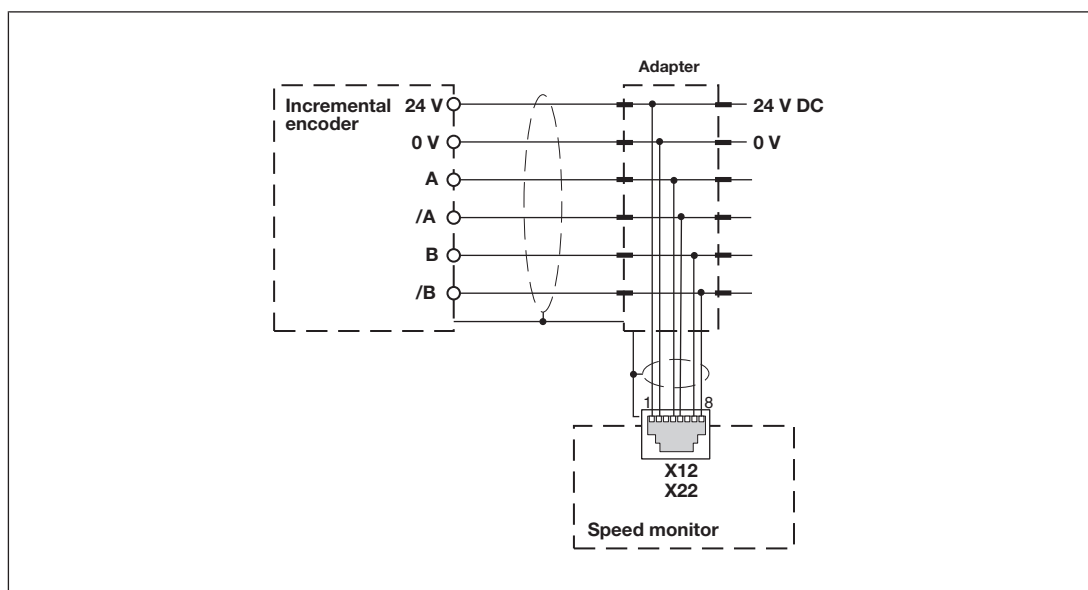 Adapter
Incremental 24 V
encoder
24 V DC
0 V
0 V
A
/A
B
/B
1 8
X12
X22
Speed monitor